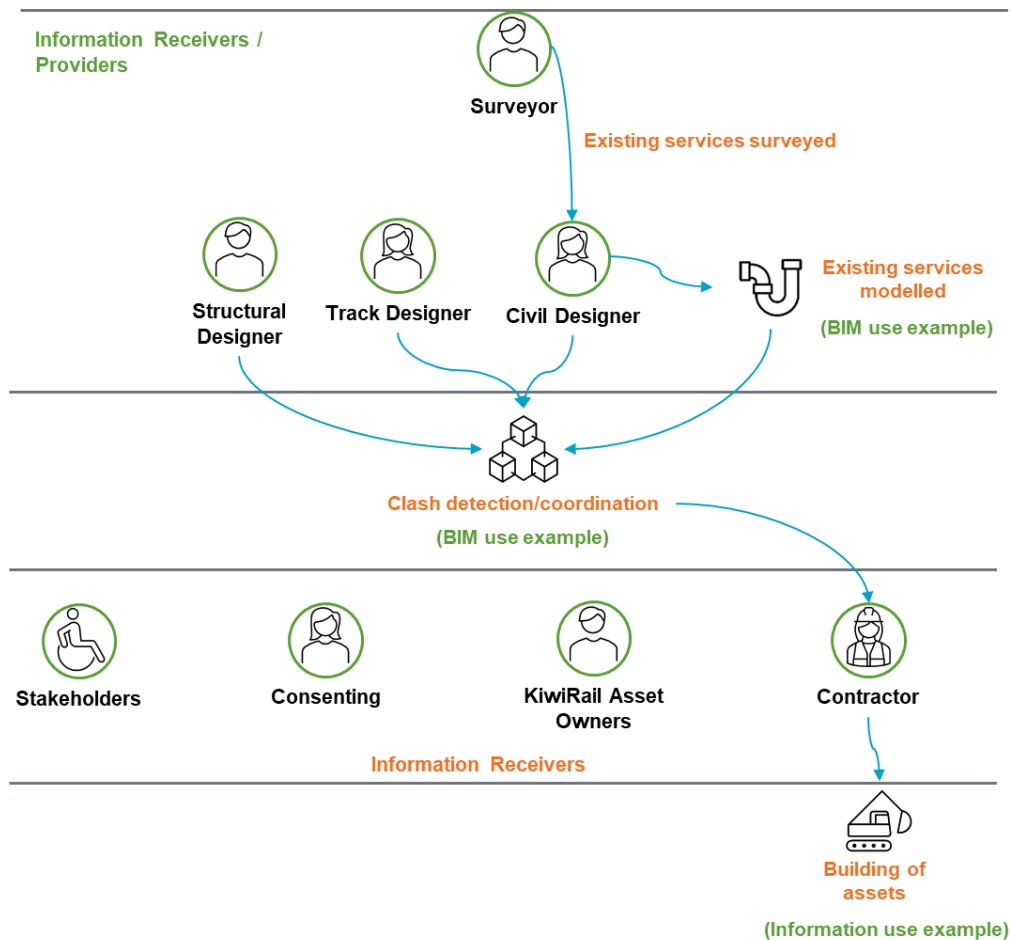 Information Receivers /
Providers
Surveyor
Existing services surveyed
Structural
Designer
Track Designer
Civil Designer
Existing services
modelled
(BIM use example)
Clash detection/coordination
(BIM use example)
Stakeholders
Consenting
KiwiRail Asset
Owners
Contractor
Information Receivers
Building of
assets
(Information use example)